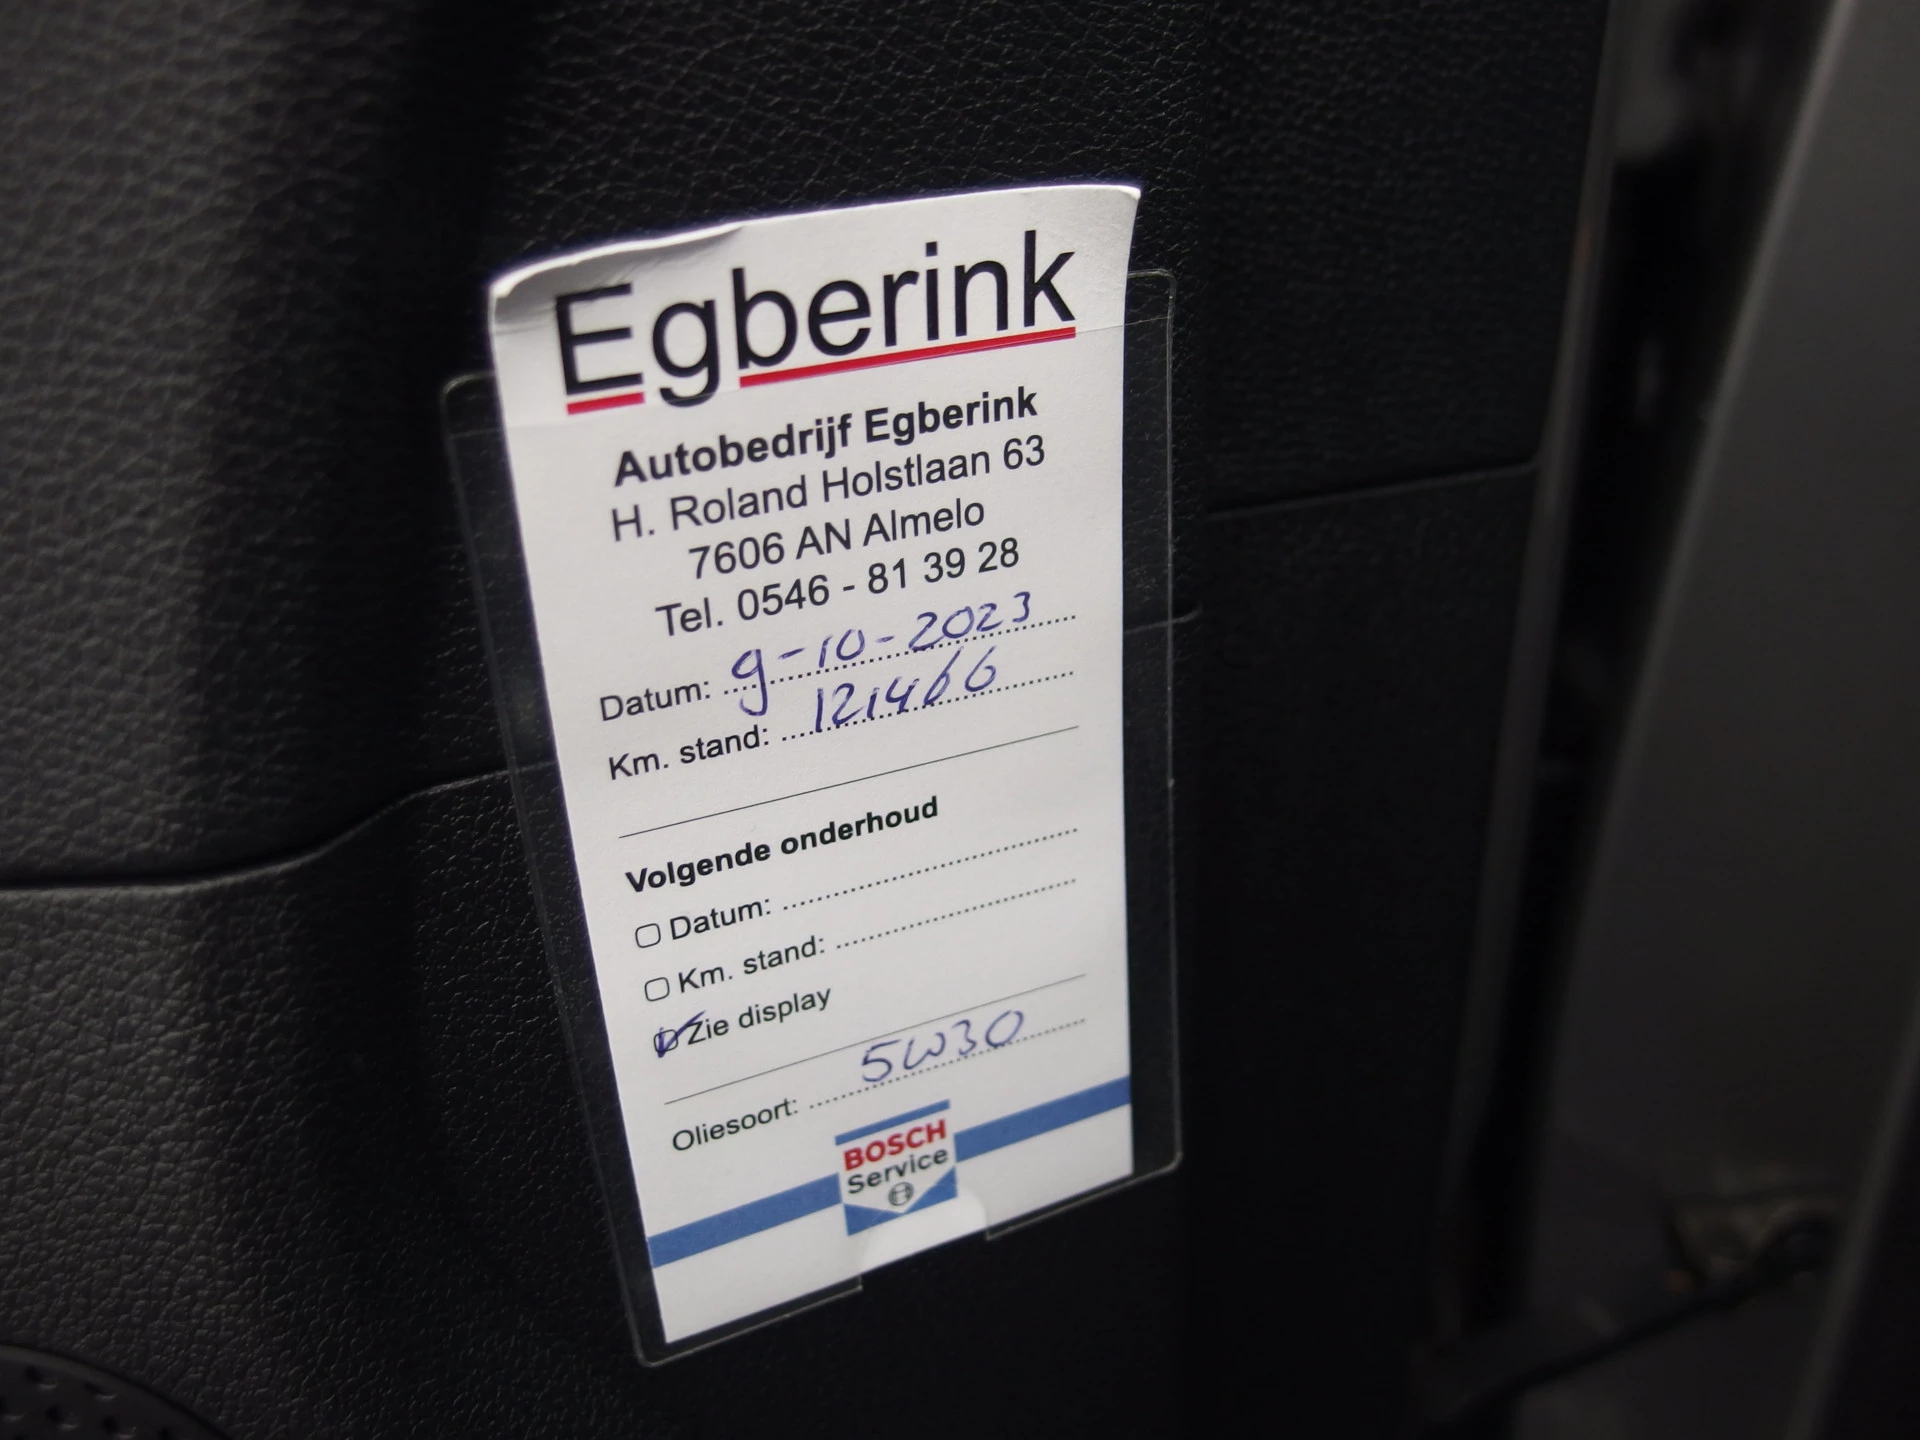 Egberink
Autobedrijf Egberink
H. Roland Holstlaan 63
7606 AN Almelo
Tel. 0546 - 81 39 28
Datum: 9-10-2023
Km. stand: 121466
Volgende onderhoud
Datum:
Km. stand:
Zie display
Oliesoort: 5W30
BOSCH
Service